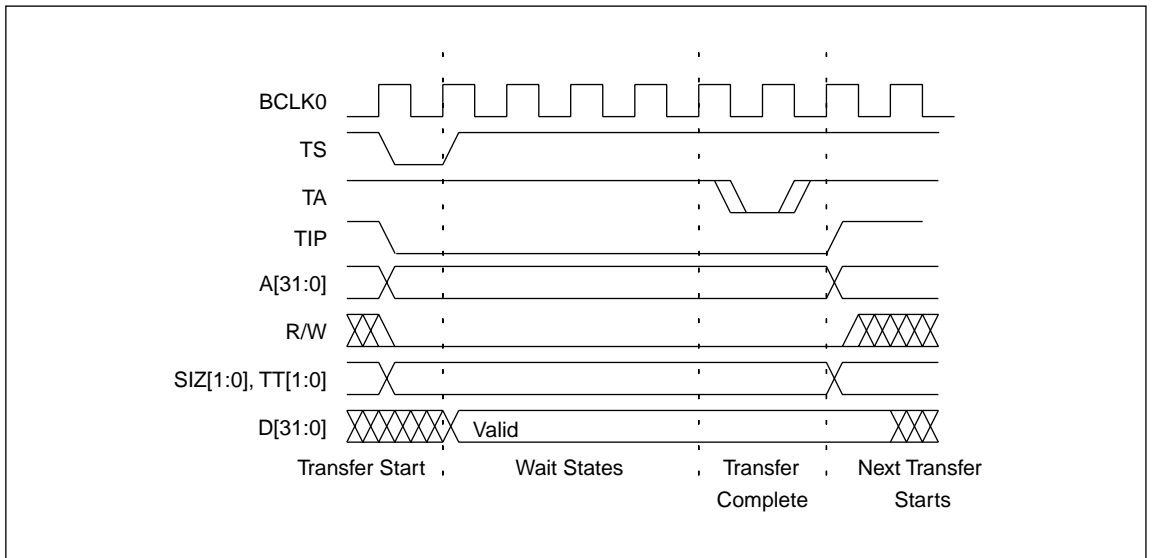 BCLK0
TS
TA
TIP
A[31:0]
R/W
SIZ[1:0], TT[1:0]
D[31:0]
Valid
Transfer Start
Wait States
Transfer
Complete
Next Transfer
Starts